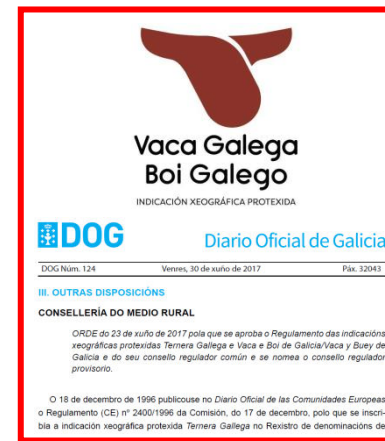 Vaca Galega
Boi Galego
INDICACIÓN XEOGRÁFICA PROTEXIDA
DOG
Diario Oficial de Galicia
DOG Núm. 124 Venres, 30 de xuño de 2017 Páx. 32043
III. OUTRAS DISPOSICIÓNS
CONSELLERÍA DO MEDIO RURAL
ORDE do 23 de xuño de 2017 pola que se aproba o Regulamento das indicacións
xeográficas protexidas Ternera Gallega e Vaca e Boi de Galicia/Vaca y Buey de
Galicia e do seu consello regulador común e se nomea o consello regulador
provisorio.
O 18 de decembro de 1996 publicouse no Diario Oficial de las Comunidades Europeas
o Regulamento (CE) nº 2400/1996 da Comisión, do 17 de decembro, polo que se inscri-
bía a indicación xeográfica protexida Ternera Gallega no Rexistro de denominacións de